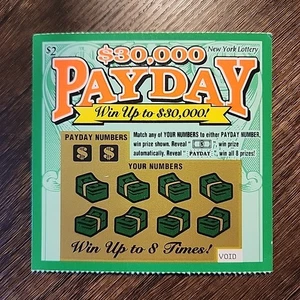 $2
New York Lottery
$30,000
PAYDAY
Win Up to $30,000!
PAYDAY NUMBERS
$ $
Match any of YOUR NUMBERS to either PAYDAY NUMBER,
win prize shown. Reveal " $ ", win prize
automatically. Reveal " PAYDAY ", win all 8 prizes!
YOUR NUMBERS
Win Up to 8 Times!
VOID